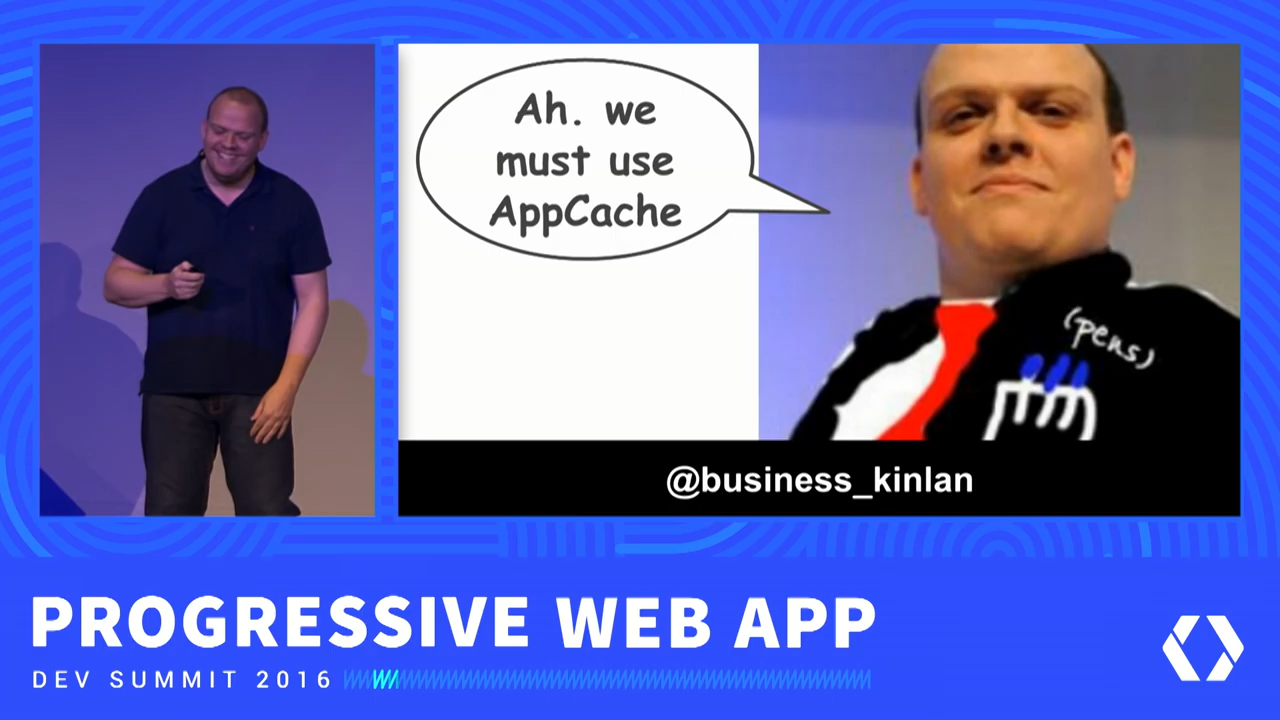 Ah. we
must use
AppCache
(pens)
@business_kinlan
PROGRESSIVE WEB APP
DEV SUMMIT 2016